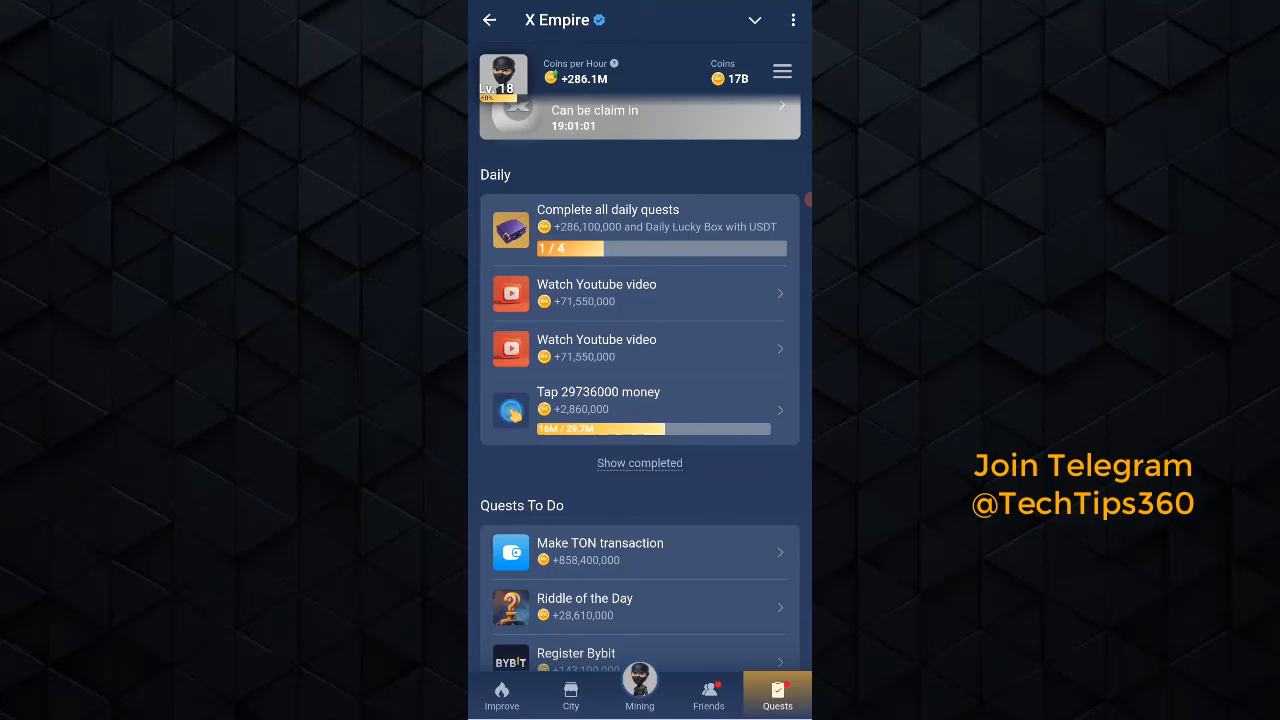 X Empire
Coins per Hour ?
+286.1M
Coins
17B
Lv. 18
60%
Can be claim in
19:01:01
Daily
Complete all daily quests
+286,100,000 and Daily Lucky Box with USDT
1 / 4
Watch Youtube video
+71,550,000
Watch Youtube video
+71,550,000
Tap 29736000 money
+2,860,000
16M / 29.7M
Show completed
Quests To Do
Make TON transaction
+858,400,000
Riddle of the Day
+28,610,000
Register Bybit
BYBIT
+143,100,000
Improve
City
Mining
Friends
Quests
Join Telegram
@TechTips360